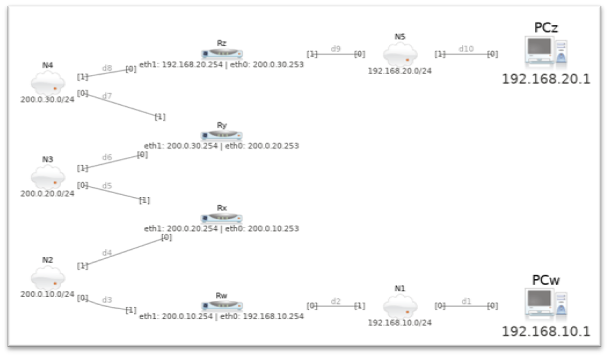 PCz
Rz
N5
[1] d9 [0]
[1] d10 [0]
N4
d8
[1]
[0]
eth1: 192.168.20.254 | eth0: 200.0.30.253
192.168.20.0/24
192.168.20.1
[0]
d7
200.0.30.0/24
[1]
Ry
eth1: 200.0.30.254 | eth0: 200.0.20.253
N3
d6
[0]
[1]
[0]
d5
200.0.20.0/24
[1]
Rx
eth1: 200.0.20.254 | eth0: 200.0.10.253
[0]
N2
d4
[1]
200.0.10.0/24
[0]
d3
[1]
Rw
eth1: 200.0.10.254 | eth0: 192.168.10.254
[0] d2 [1]
N1
192.168.10.0/24
[0] d1 [0]
PCw
192.168.10.1